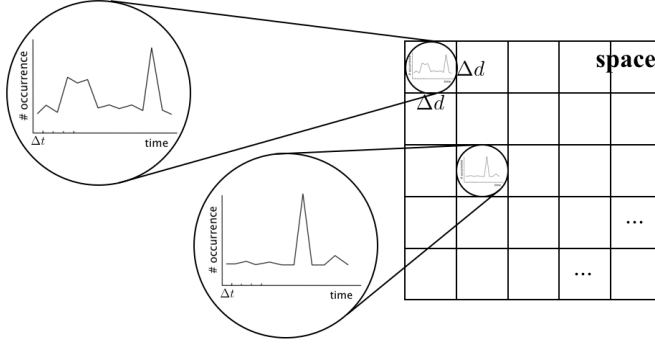 # occurrence
Δt
time
# occurrence
Δt
time
space
Δd
Δd
...
...